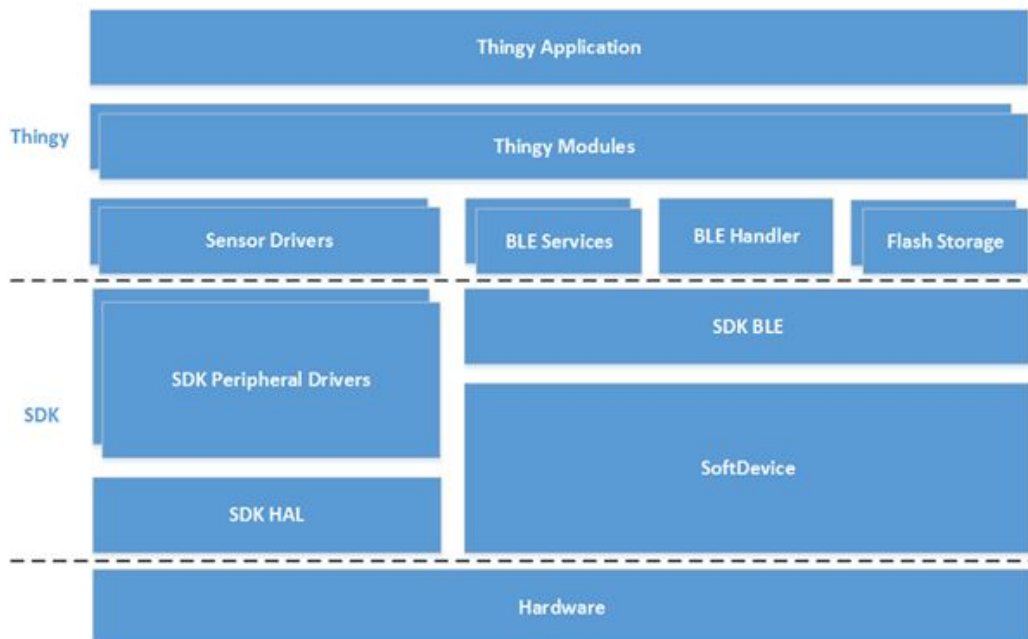 Thingy Application
Thingy
Thingy Modules
Sensor Drivers
BLE Services
BLE Handler
Flash Storage
SDK BLE
SDK Peripheral Drivers
SDK
SoftDevice
SDK HAL
Hardware